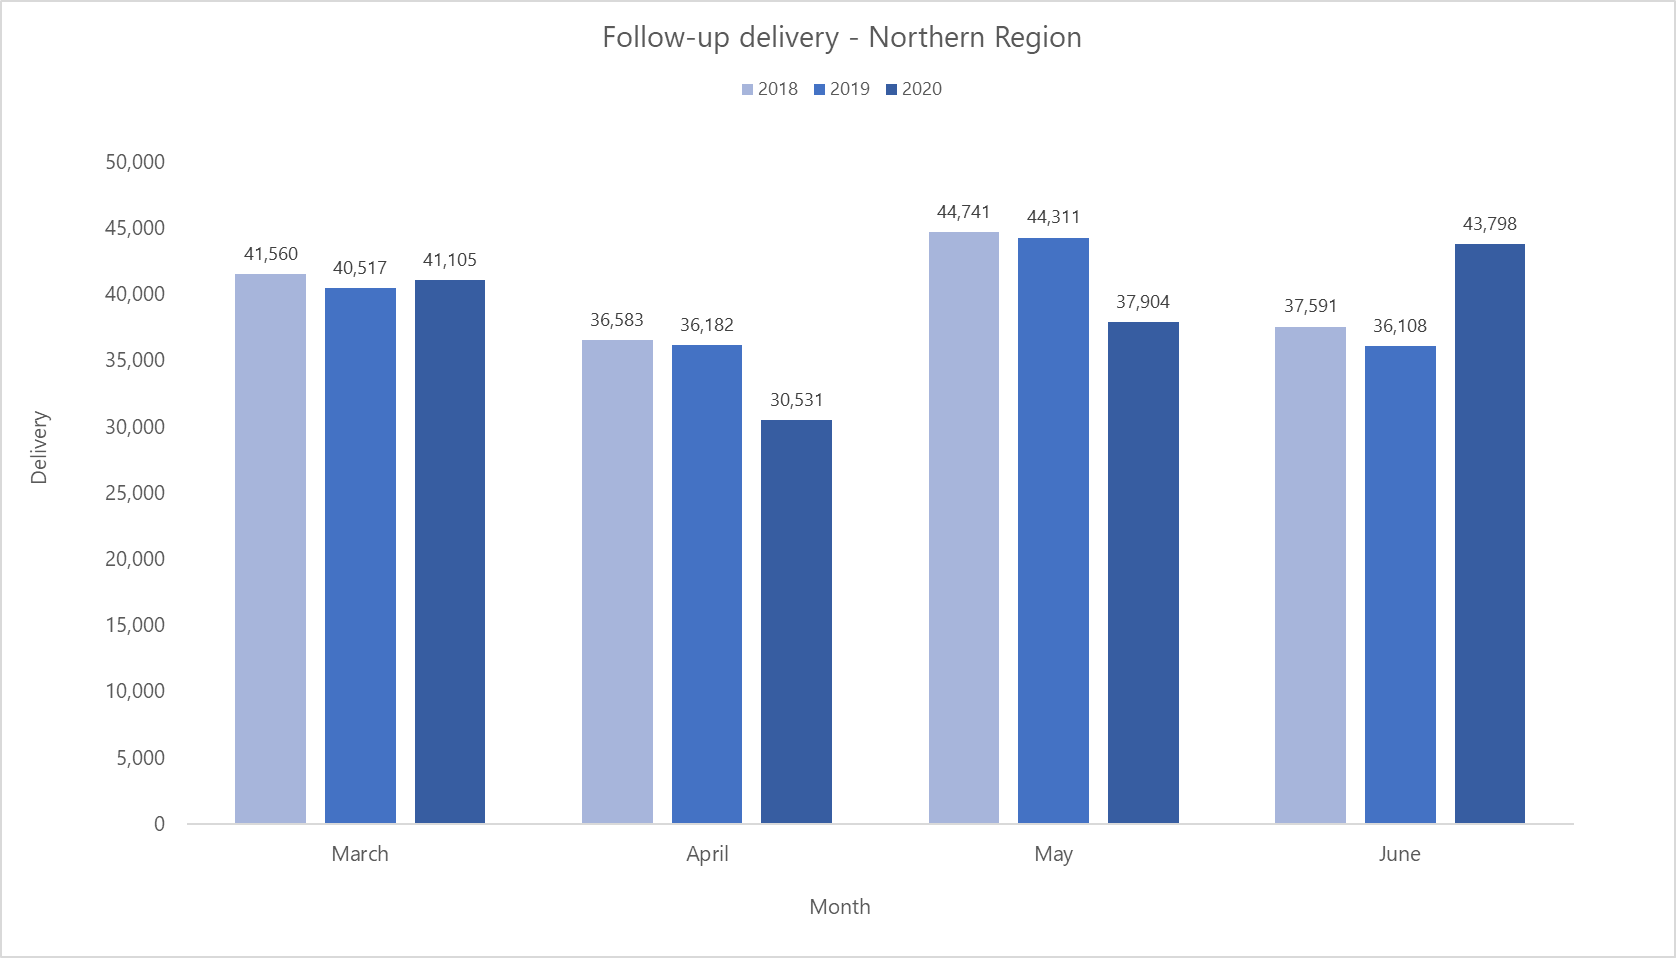 Follow-up delivery - Northern Region
2018 2019 2020
50,000
45,000
40,000
35,000
30,000
25,000
20,000
15,000
10,000
5,000
0
Delivery
41,560 40,517 41,105
36,583 36,182 30,531
44,741 44,311 37,904
37,591 36,108 43,798
March April May June
Month